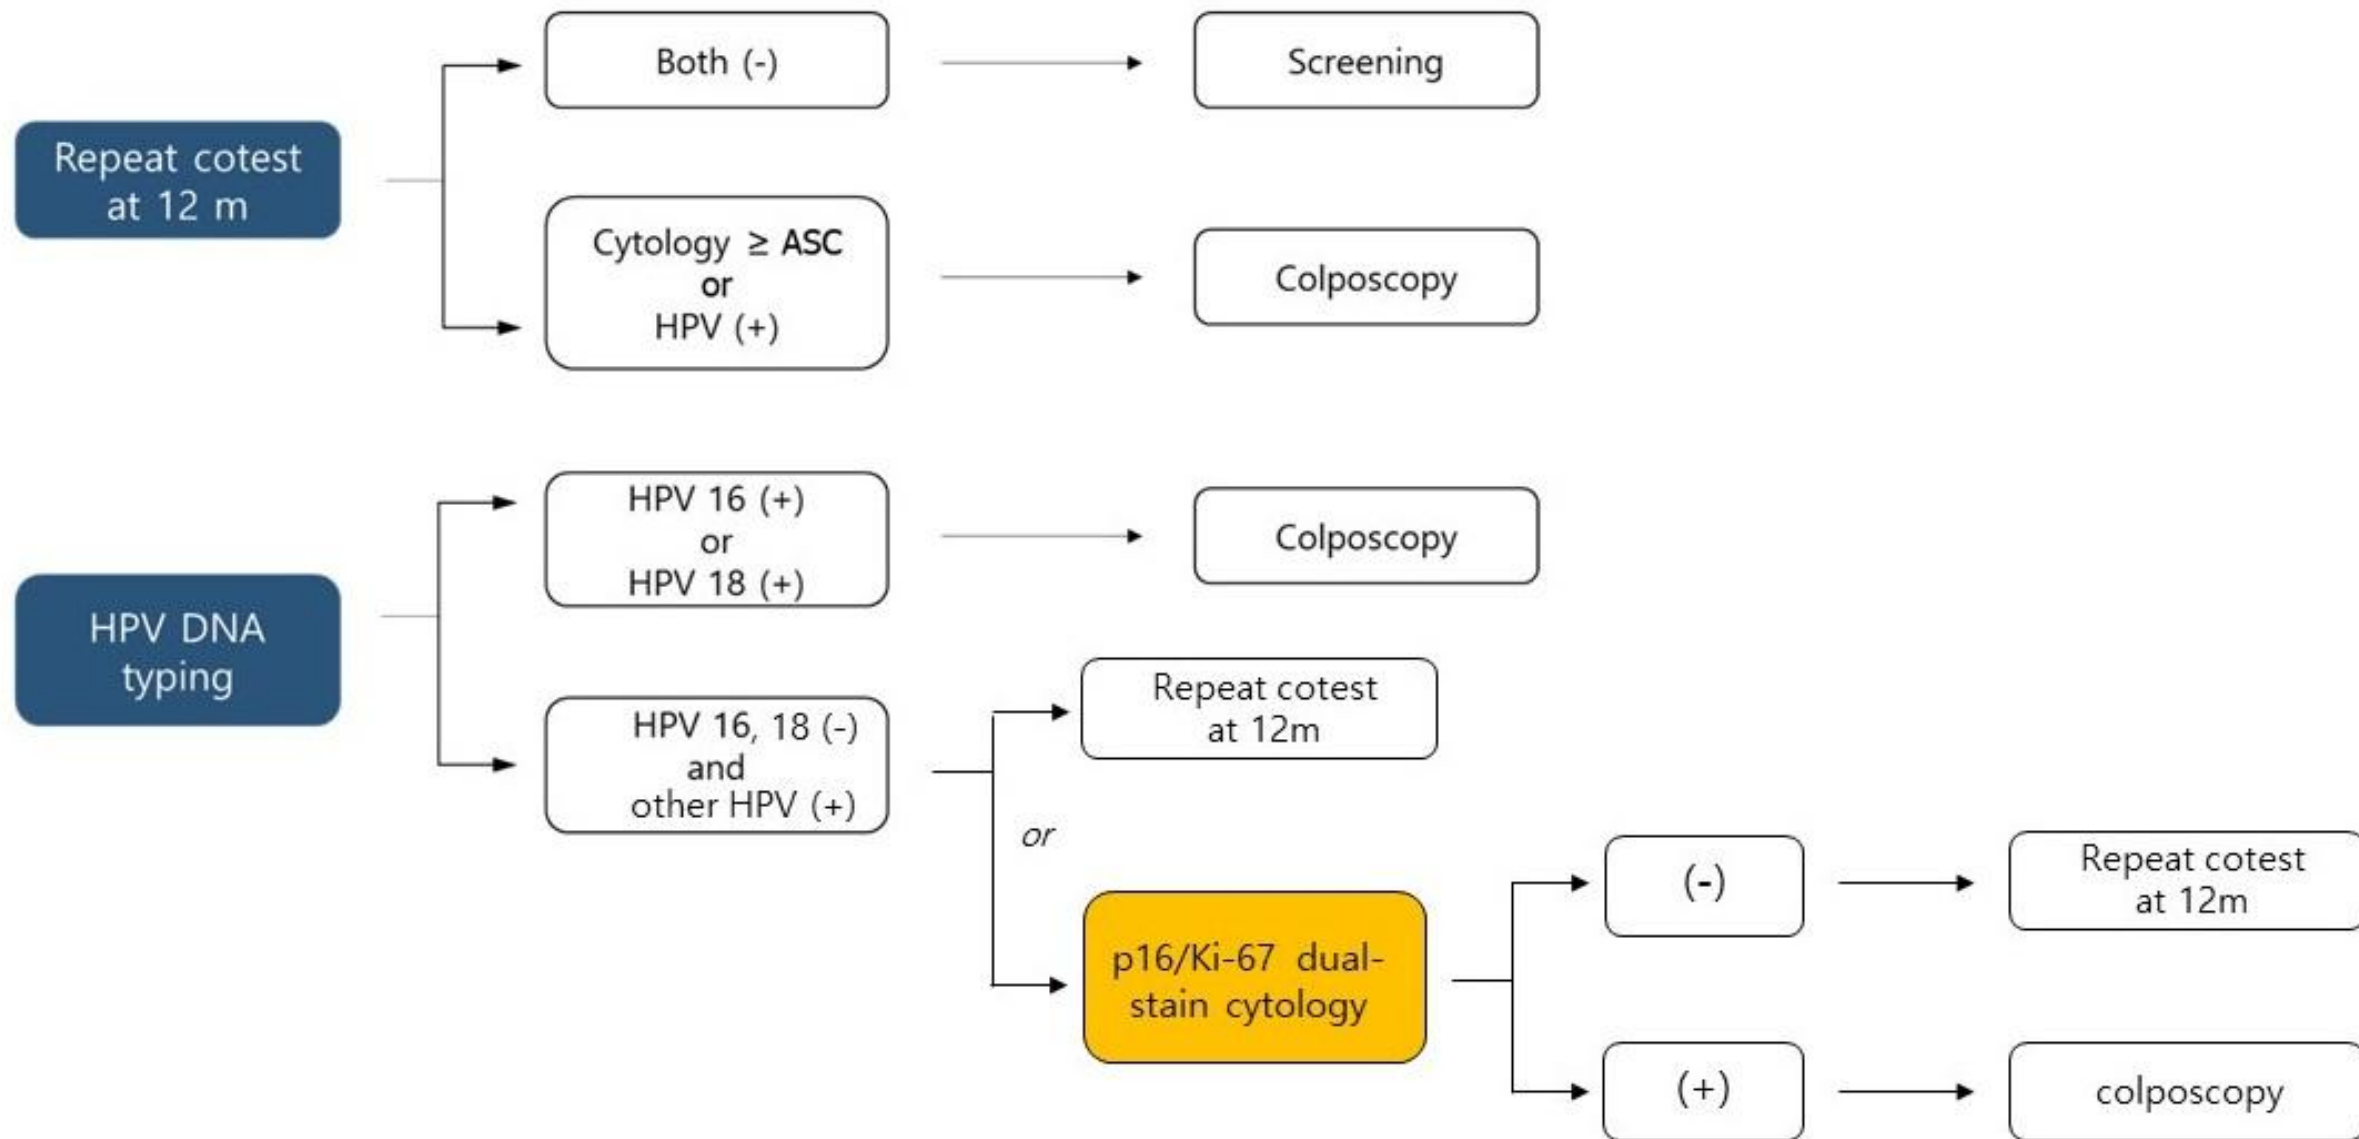 Both (-)
Screening
Repeat cotest
at 12 m
Cytology ≥ ASC
or
HPV (+)
Colposcopy
HPV 16 (+)
or
HPV 18 (+)
Colposcopy
HPV DNA
typing
HPV 16, 18 (-)
and
other HPV (+)
Repeat cotest
at 12m
or
p16/Ki-67 dual-
stain cytology
(-)
Repeat cotest
at 12m
(+)
colposcopy